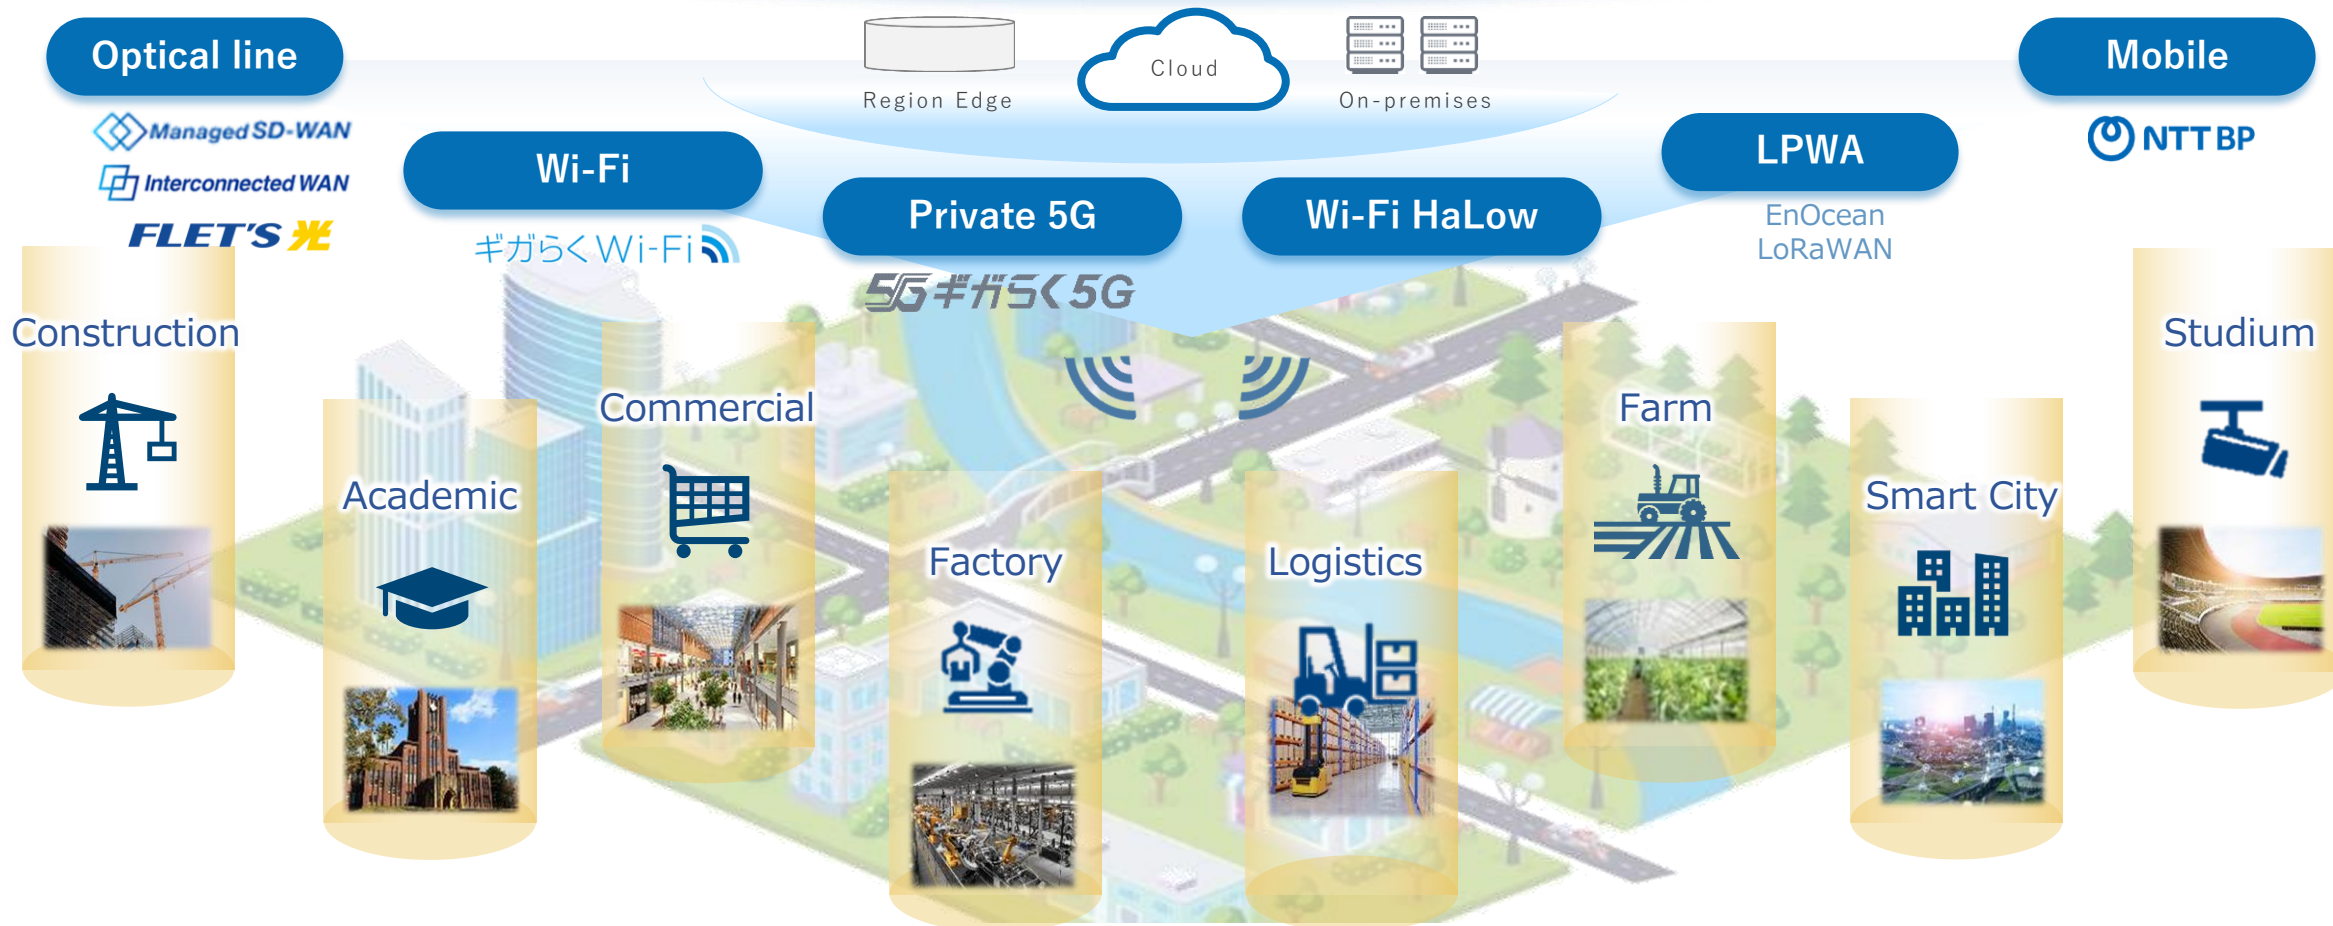 Optical line
Managed SD-WAN
Interconnected WAN
FLET'S 光
Wi-Fi
ギガらくWi-Fi
Region Edge
Cloud
On-premises
Private 5G
5G ギガらく5G
Wi-Fi HaLow
LPWA
EnOcean
LoRaWAN
Mobile
NTT BP
Construction
Academic
Commercial
Factory
Logistics
Farm
Smart City
Studium